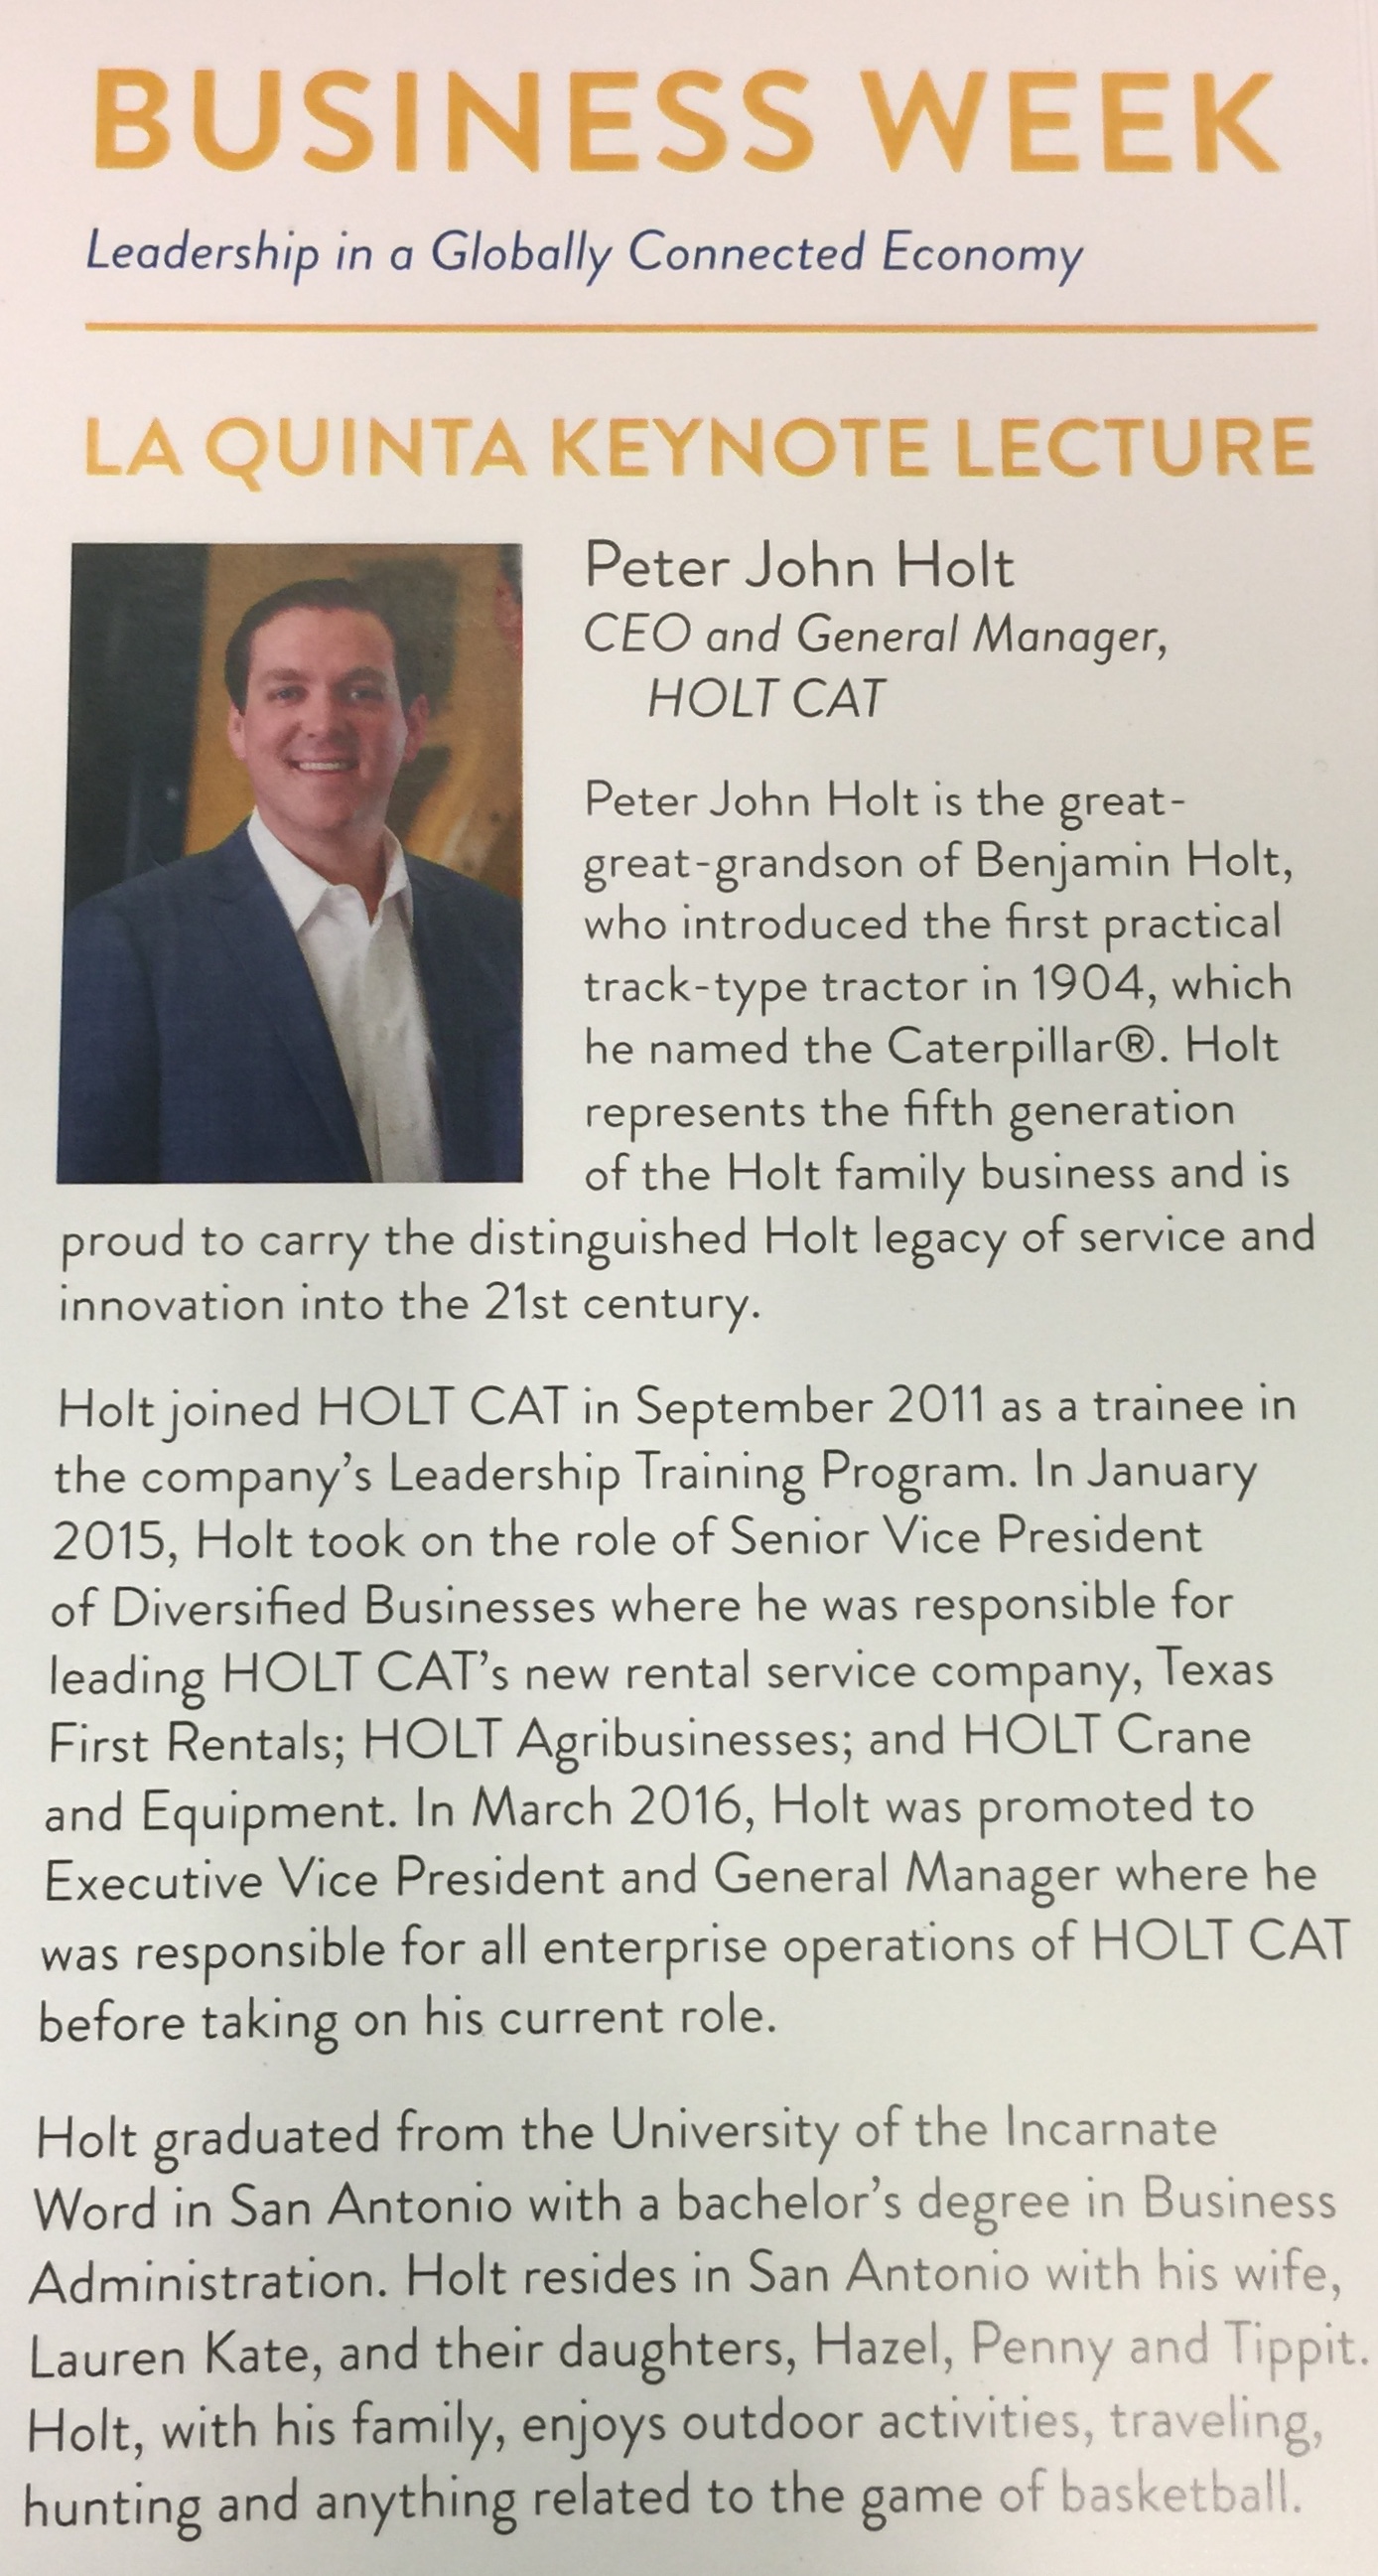 BUSINESS WEEK
Leadership in a Globally Connected Economy
LA QUINTA KEYNOTE LECTURE
Peter John Holt
CEO and General Manager,
HOLT CAT
Peter John Holt is the great-
great-grandson of Benjamin Holt,
who introduced the first practical
track-type tractor in 1904, which
he named the Caterpillar®. Holt
represents the fifth generation
of the Holt family business and is
proud to carry the distinguished Holt legacy of service and
innovation into the 21st century.
Holt joined HOLT CAT in September 2011 as a trainee in
the company's Leadership Training Program. In January
2015, Holt took on the role of Senior Vice President
of Diversified Businesses where he was responsible for
leading HOLT CAT's new rental service company, Texas
First Rentals; HOLT Agribusinesses; and HOLT Crane
and Equipment. In March 2016, Holt was promoted to
Executive Vice President and General Manager where he
was responsible for all enterprise operations of HOLT CAT
before taking on his current role.
Holt graduated from the University of the Incarnate
Word in San Antonio with a bachelor's degree in Business
Administration. Holt resides in San Antonio with his wife,
Lauren Kate, and their daughters, Hazel, Penny and Tippit.
Holt, with his family, enjoys outdoor activities, traveling,
hunting and anything related to the game of basketball.